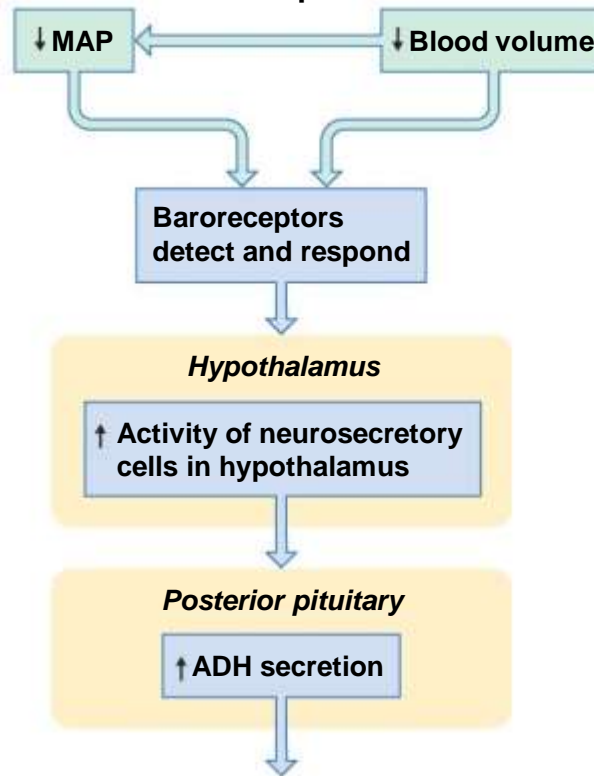 ↓ MAP
↓ Blood volume
Baroreceptors
detect and respond
Hypothalamus
↑ Activity of neurosecretory
cells in hypothalamus
Posterior pituitary
↑ ADH secretion